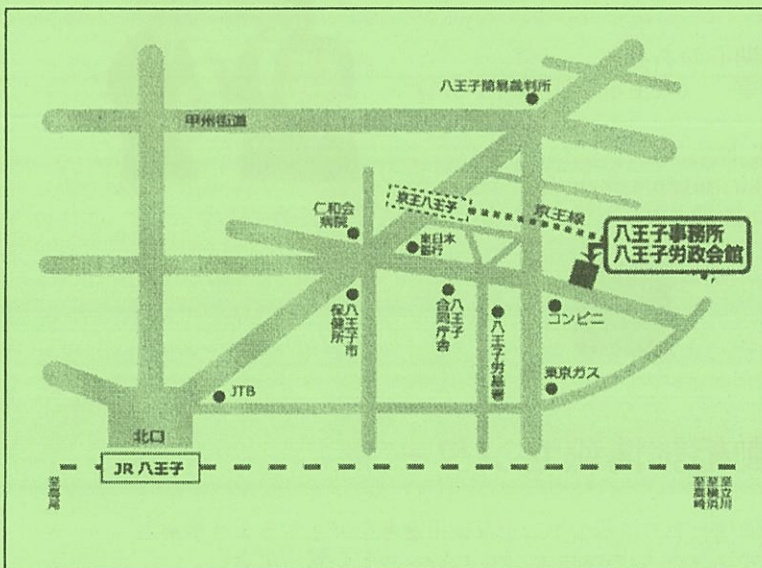 八王子簡易裁判所
甲州街道
京王八王子
京王線
仁和会
病院
東日本
銀行
八王子事務所
八王子労政会館
八王子市
保健所
八王子
合同庁舎
八王子労基署
コンビニ
東京ガス
JTB
北口
JR 八王子
至高尾
至立川
至横浜
至高崎